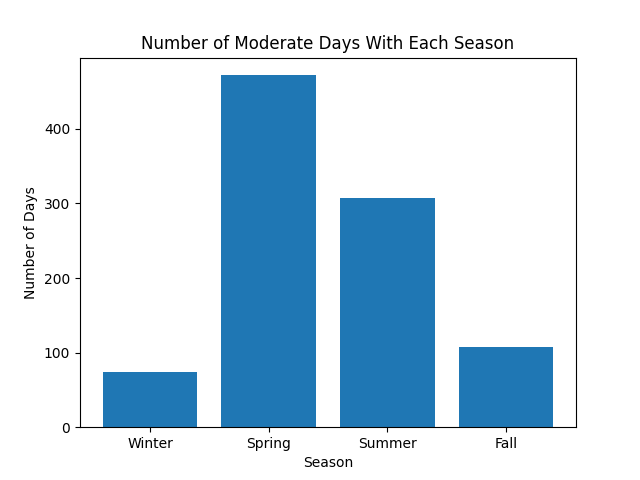 Number of Moderate Days With Each Season
Number of Days
400
300
200
100
0
Winter Spring Summer Fall
Season